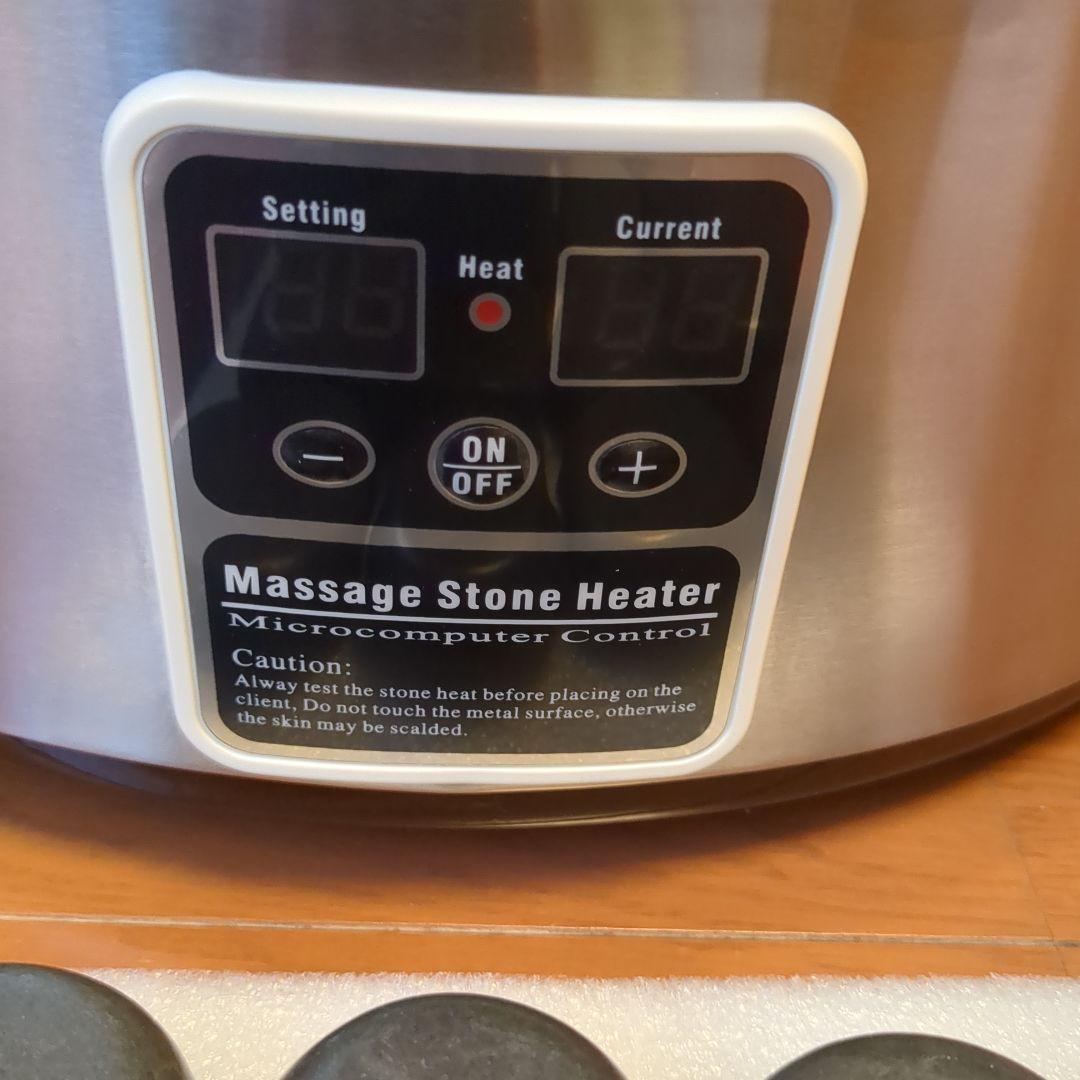 Setting
Current
Heat
−
ON
OFF
+
Massage Stone Heater
Microcomputer Control
Caution:
Alway test the stone heat before placing on the
client, Do not touch the metal surface, otherwise
the skin may be scalded.